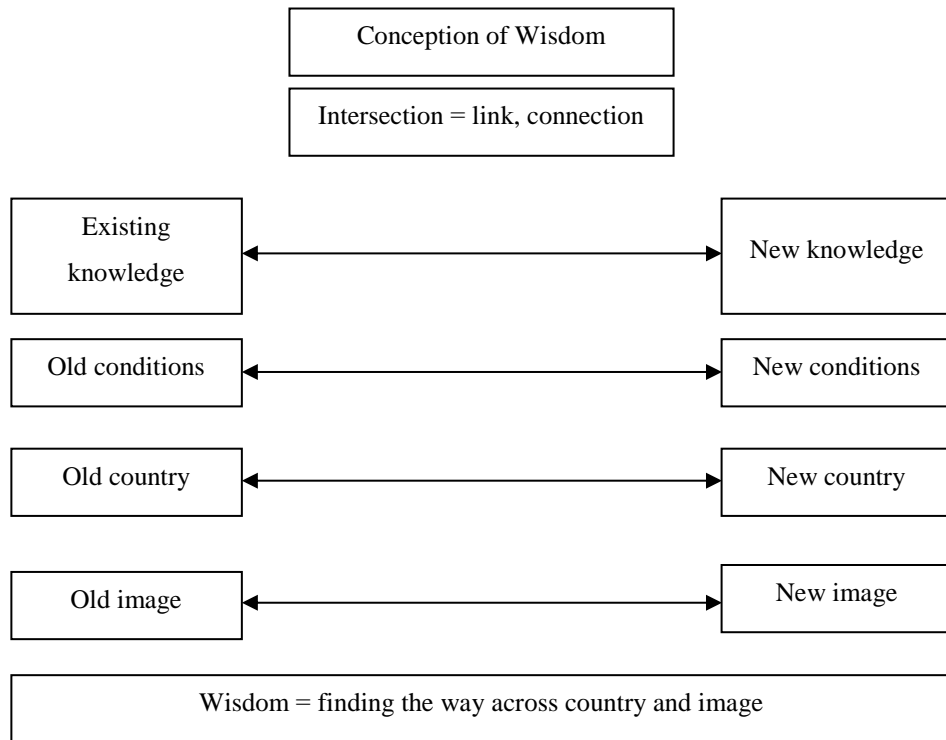 Conception of Wisdom
Intersection = link, connection
Existing
knowledge
New knowledge
Old conditions
New conditions
Old country
New country
Old image
New image
Wisdom = finding the way across country and image